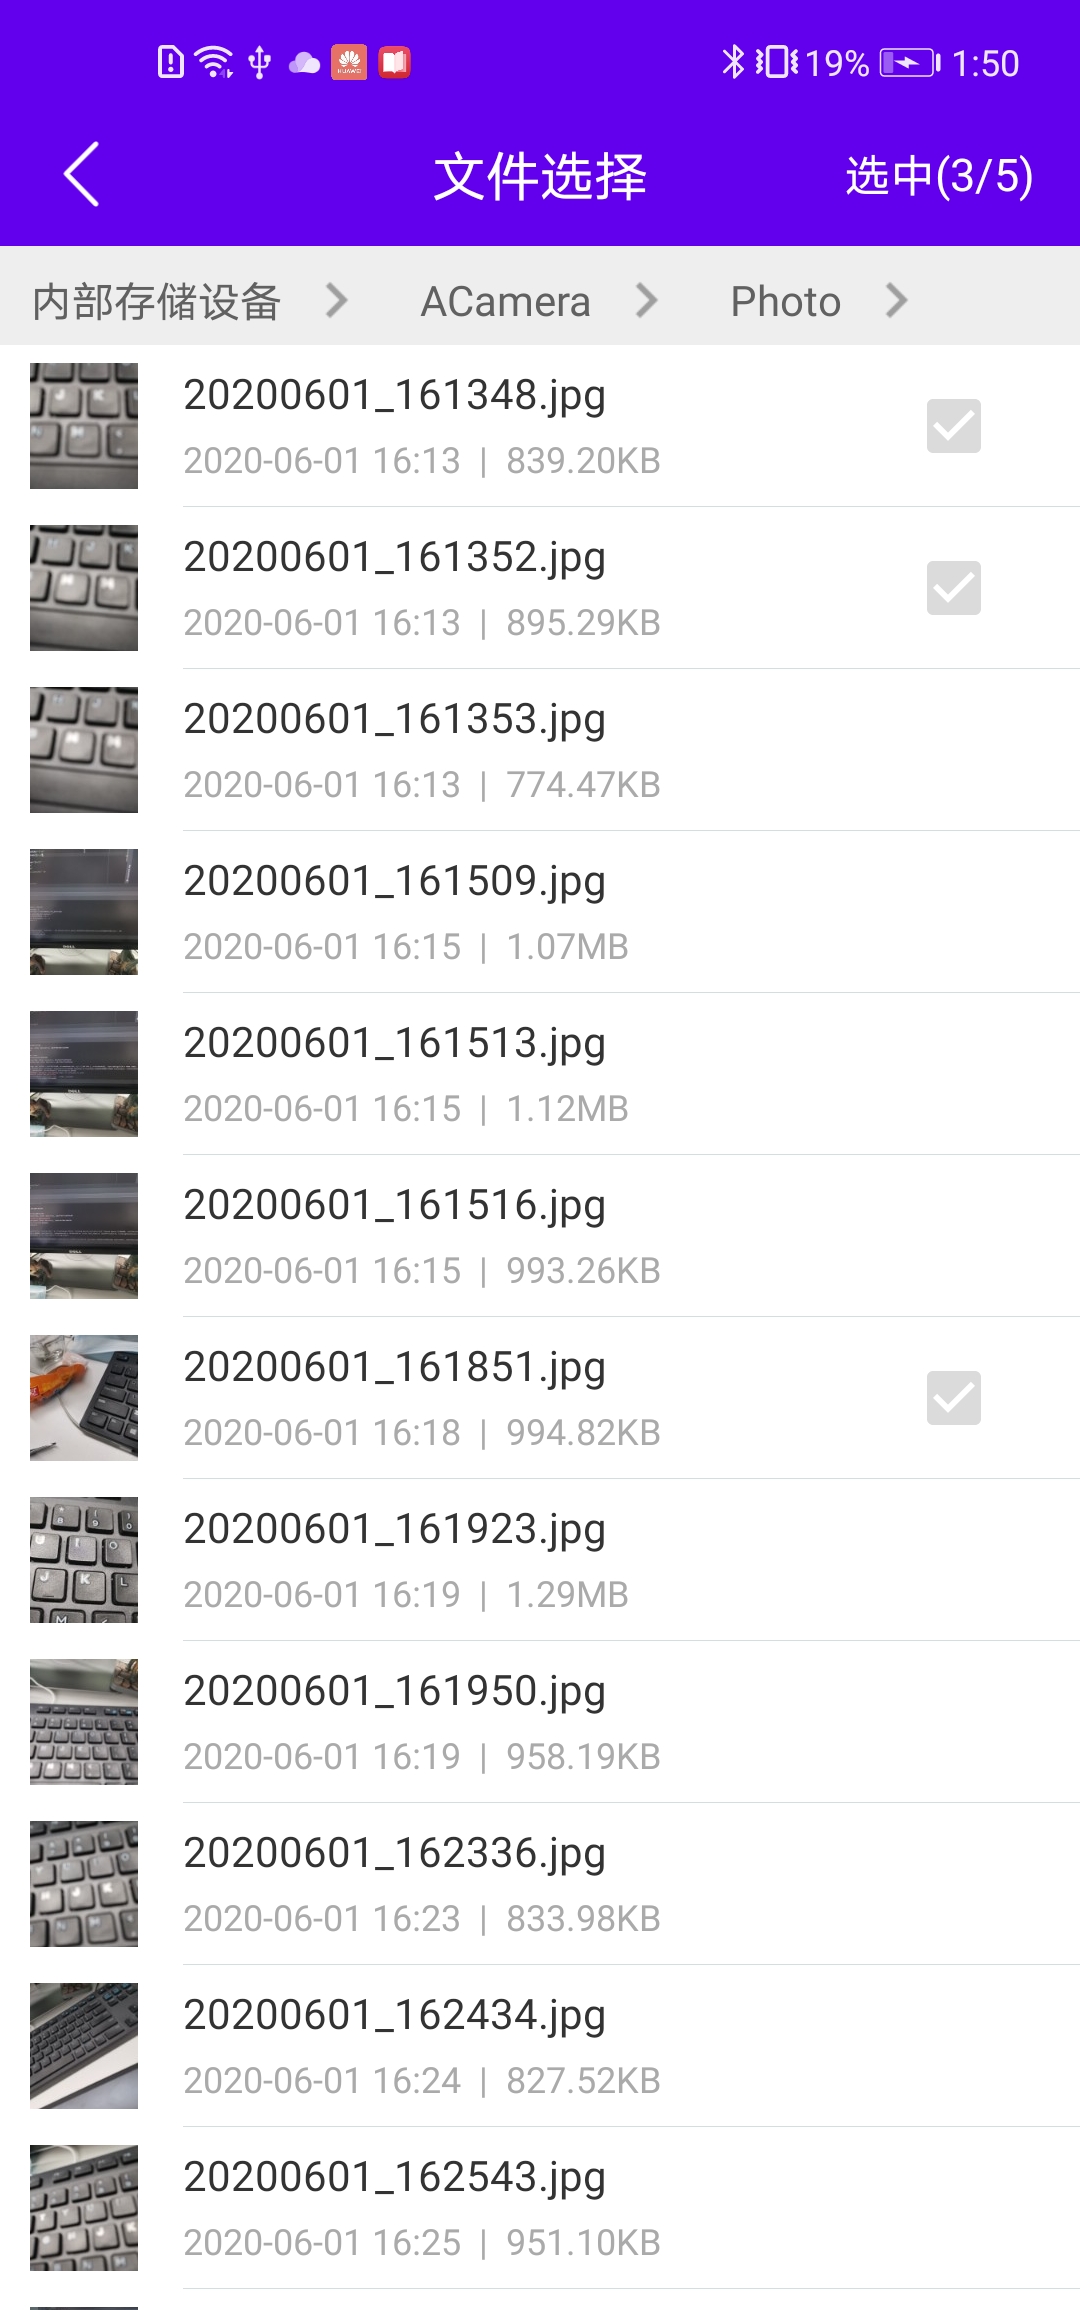 19% 1:50
文件选择 选中(3/5)
内部存储设备 ACamera Photo
20200601_161348.jpg
2020-06-01 16:13 | 839.20KB
20200601_161352.jpg
2020-06-01 16:13 | 895.29KB
20200601_161353.jpg
2020-06-01 16:13 | 774.47KB
20200601_161509.jpg
2020-06-01 16:15 | 1.07MB
20200601_161513.jpg
2020-06-01 16:15 | 1.12MB
20200601_161516.jpg
2020-06-01 16:15 | 993.26KB
20200601_161851.jpg
2020-06-01 16:18 | 994.82KB
20200601_161923.jpg
2020-06-01 16:19 | 1.29MB
20200601_161950.jpg
2020-06-01 16:19 | 958.19KB
20200601_162336.jpg
2020-06-01 16:23 | 833.98KB
20200601_162434.jpg
2020-06-01 16:24 | 827.52KB
20200601_162543.jpg
2020-06-01 16:25 | 951.10KB